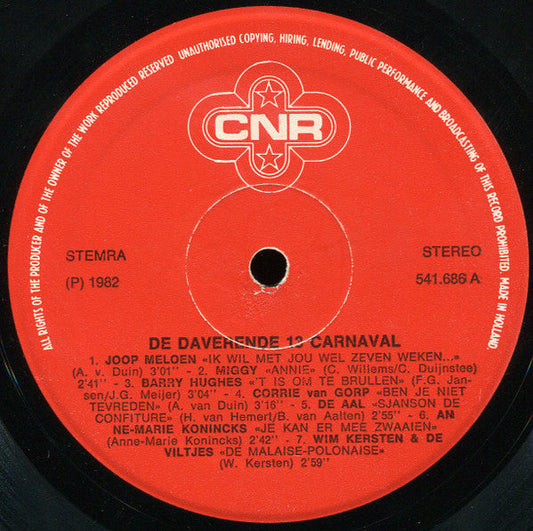 ALL RIGHTS OF THE PRODUCER AND OF THE OWNER OF THE WORK REPRODUCED RESERVED UNAUTHORISED COPYING, HIRING, LENDING, PUBLIC PERFORMANCE AND BROADCASTING OF THIS RECORD PROHIBITED. MADE IN HOLLAND
CNR
STEMRA
STEREO
(P) 1982
541.686 A
DE DAVERENDE 13 CARNAVAL
1. JOOP MELOEN «IK WIL MET JOU WEL ZEVEN WEKEN...»
(A. v. Duin) 3'01" – 2. MIGGY «ANNIE» (C. Willems/C. Duijnstee)
2'41" – 3. BARRY HUGHES «'T IS OM TE BRULLEN» (F.G. Jan-
sen/J.G. Meijer) 3'04" – 4. CORRIE van GORP «BEN JE NIET
TEVREDEN» (A. van Duin) 3'16" – 5. DE AAL «SJANSON DE
CONFITURE» (H. van Hemert/B. van Aalten) 2'55" – 6. AN
NE-MARIE KONINCKS «JE KAN ER MEE ZWAAIEN»
(Anne-Marie Konincks) 2'42" – 7. WIM KERSTEN & DE
VILTJES «DE MALAISE-POLONAISE»
(W. Kersten) 2'59"